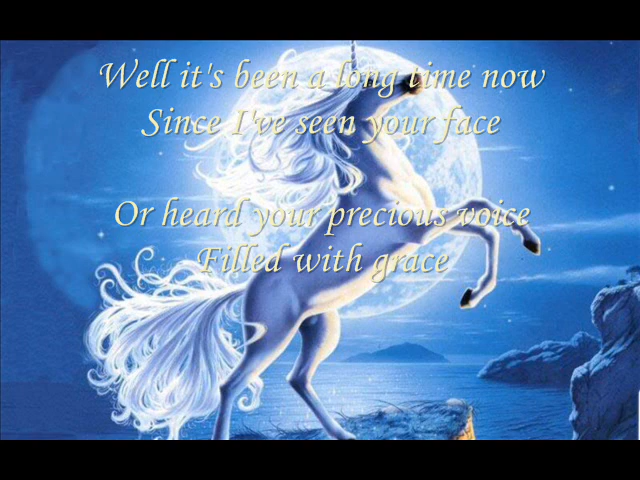 Well it's been a long time now
Since I've seen your face
Or heard your precious voice
Filled with grace